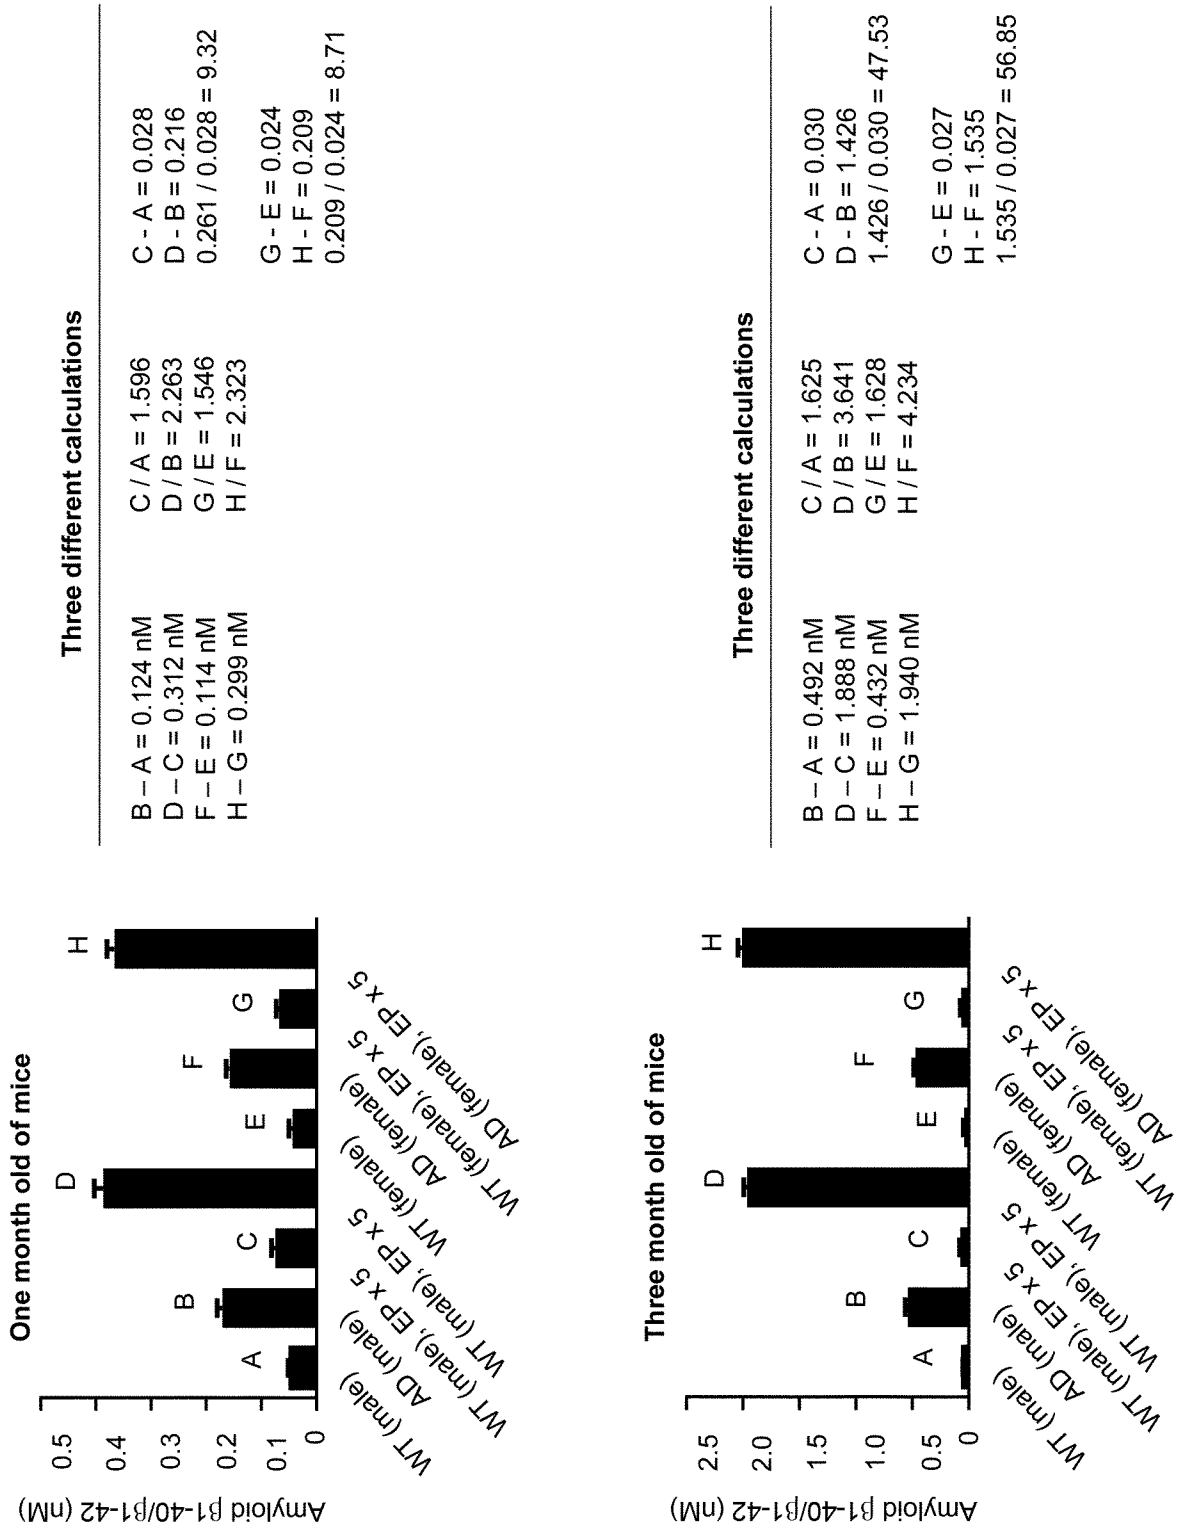 One month old of mice
Amyloid β1-40/β1-42 (nM)
0.5
0.4
0.3
0.2
0.1
0
A
B
C
D
E
F
G
H
WT (male)
AD (male)
WT (male), EP x 5
WT (male), EP x 5
WT (female)
AD (female)
WT (female), EP x 5
AD (female), EP x 5
Three different calculations
B – A = 0.124 nM
D – C = 0.312 nM
F – E = 0.114 nM
H – G = 0.299 nM
C / A = 1.596
D / B = 2.263
G / E = 1.546
H / F = 2.323
C - A = 0.028
D - B = 0.216
0.261 / 0.028 = 9.32
G - E = 0.024
H - F = 0.209
0.209 / 0.024 = 8.71
Three month old of mice
Amyloid β1-40/β1-42 (nM)
2.5
2.0
1.5
1.0
0.5
0
A
B
C
D
E
F
G
H
WT (male)
AD (male)
WT (male), EP x 5
WT (male), EP x 5
WT (female)
AD (female)
WT (female), EP x 5
AD (female), EP x 5
Three different calculations
B – A = 0.492 nM
D – C = 1.888 nM
F – E = 0.432 nM
H – G = 1.940 nM
C / A = 1.625
D / B = 3.641
G / E = 1.628
H / F = 4.234
C - A = 0.030
D - B = 1.426
1.426 / 0.030 = 47.53
G - E = 0.027
H - F = 1.535
1.535 / 0.027 = 56.85